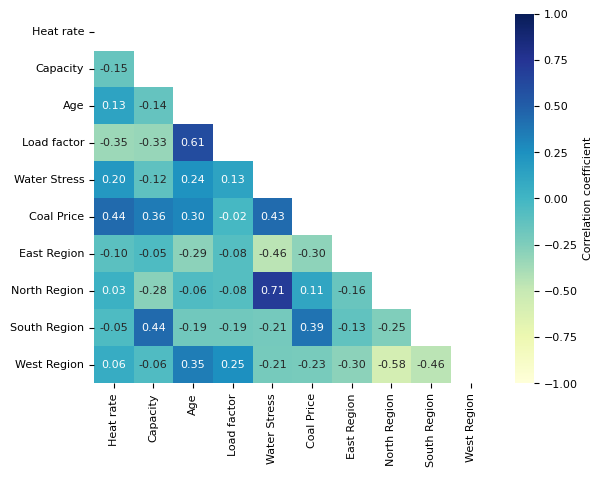 Heat rate
Capacity -0.15
Age 0.13 -0.14
Load factor -0.35 -0.33 0.61
Water Stress 0.20 -0.12 0.24 0.13
Coal Price 0.44 0.36 0.30 -0.02 0.43
East Region -0.10 -0.05 -0.29 -0.08 -0.46 -0.30
North Region 0.03 -0.28 -0.06 -0.08 0.71 0.11 -0.16
South Region -0.05 0.44 -0.19 -0.19 -0.21 0.39 -0.13 -0.25
West Region 0.06 -0.06 0.35 0.25 -0.21 -0.23 -0.30 -0.58 -0.46
Heat rate
Capacity
Age
Load factor
Water Stress
Coal Price
East Region
North Region
South Region
West Region
1.00
0.75
0.50
0.25
0.00
−0.25
−0.50
−0.75
−1.00
Correlation coefficient